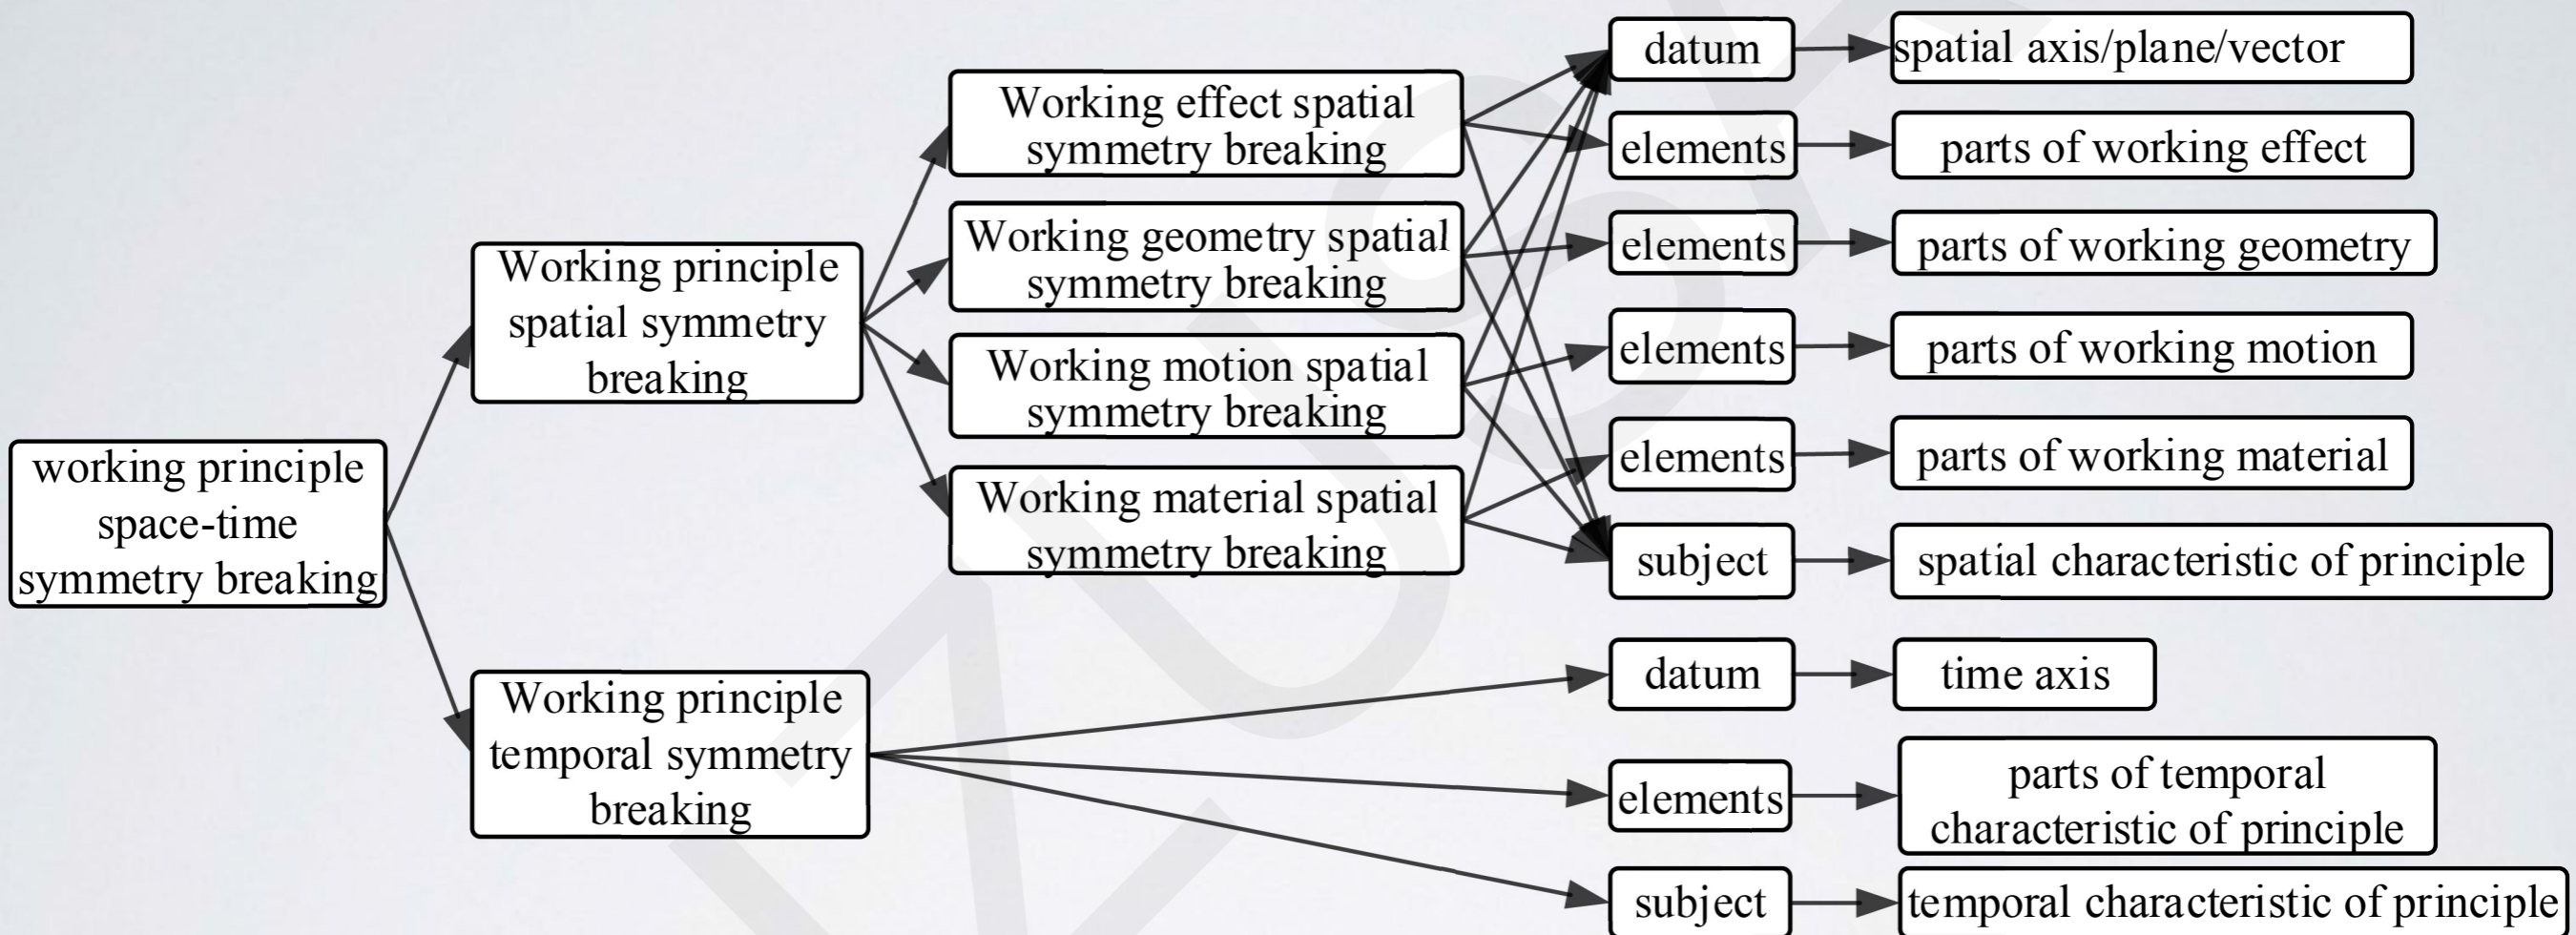 working principle
space-time
symmetry breaking
Working principle
spatial symmetry
breaking
Working principle
temporal symmetry
breaking
Working effect spatial
symmetry breaking
Working geometry spatial
symmetry breaking
Working motion spatial
symmetry breaking
Working material spatial
symmetry breaking
datum
spatial axis/plane/vector
elements
parts of working effect
elements
parts of working geometry
elements
parts of working motion
elements
parts of working material
subject
spatial characteristic of principle
datum
time axis
elements
parts of temporal
characteristic of principle
subject
temporal characteristic of principle